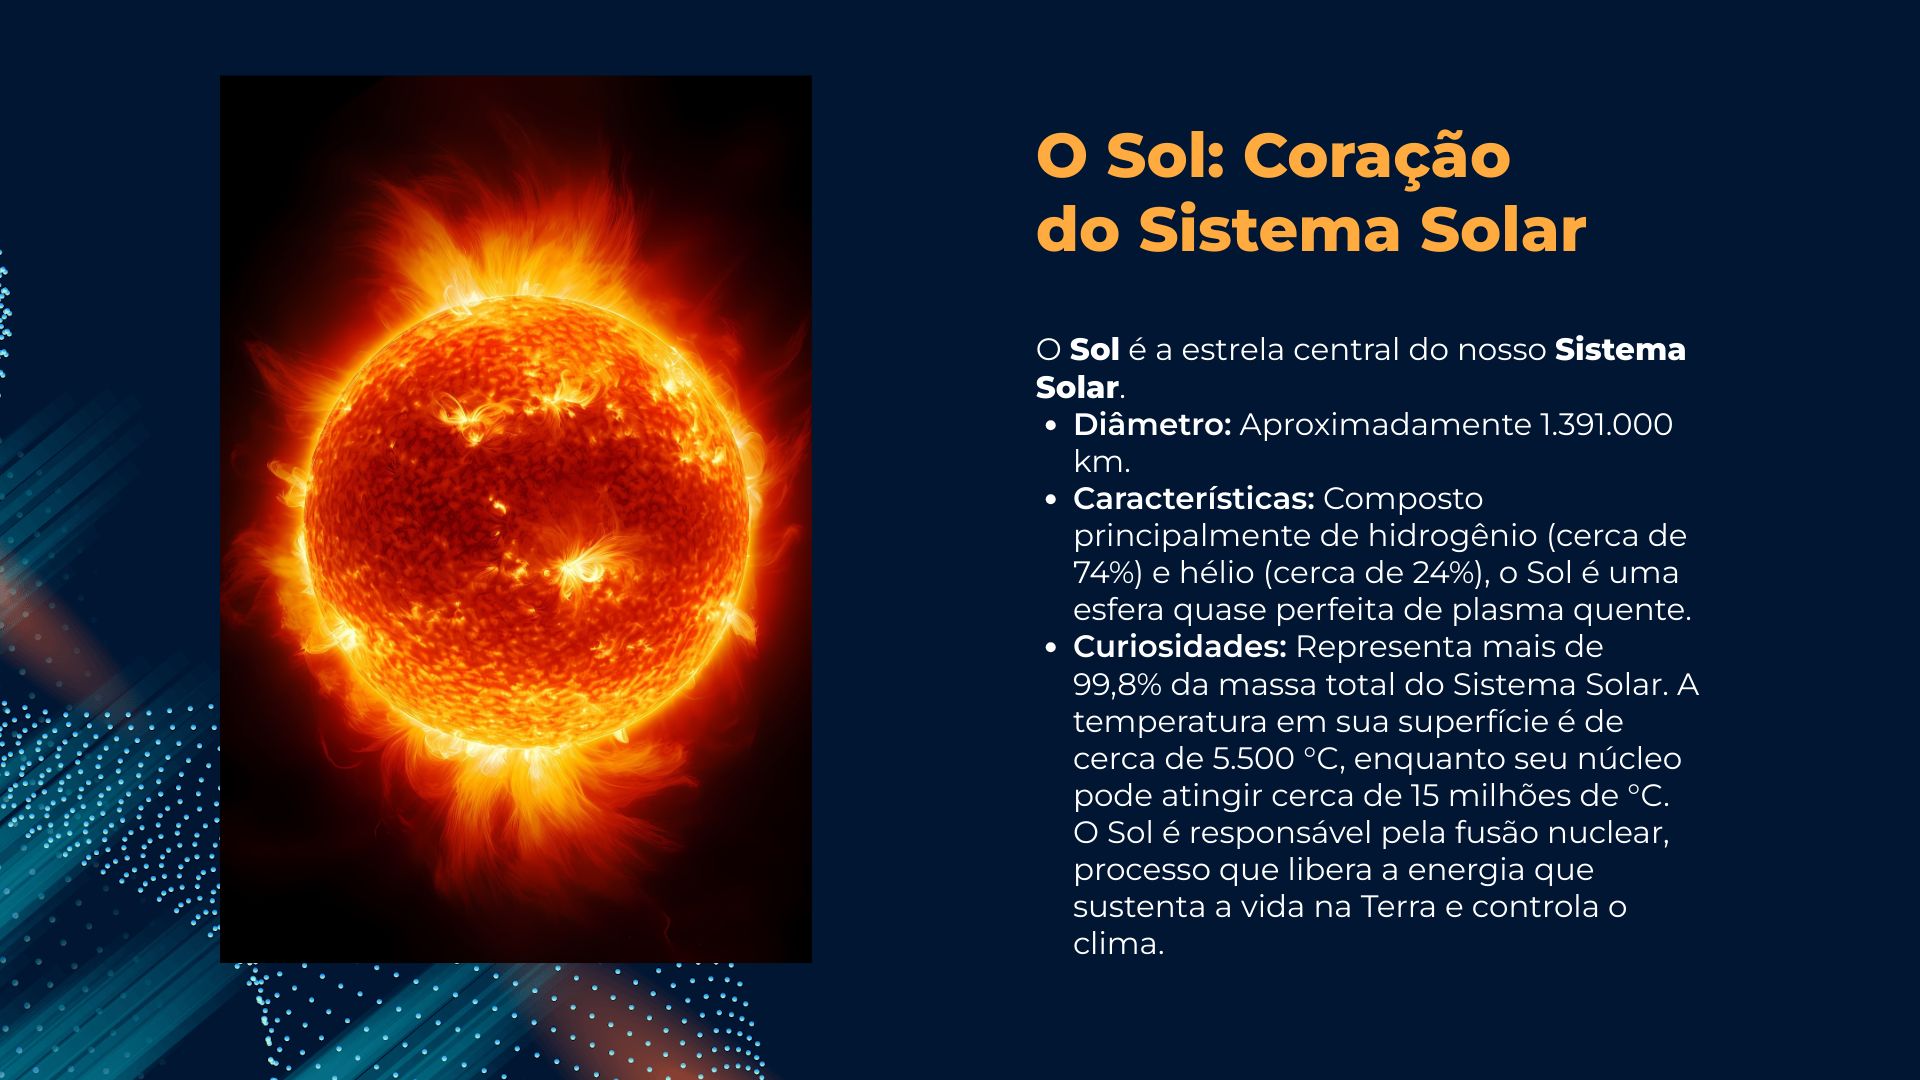 O Sol: Coração
do Sistema Solar
O Sol é a estrela central do nosso Sistema
Solar.
• Diâmetro: Aproximadamente 1.391.000
km.
• Características: Composto
principalmente de hidrogênio (cerca de
74%) e hélio (cerca de 24%), o Sol é uma
esfera quase perfeita de plasma quente.
• Curiosidades: Representa mais de
99,8% da massa total do Sistema Solar. A
temperatura em sua superfície é de
cerca de 5.500 °C, enquanto seu núcleo
pode atingir cerca de 15 milhões de °C.
O Sol é responsável pela fusão nuclear,
processo que libera a energia que
sustenta a vida na Terra e controla o
clima.